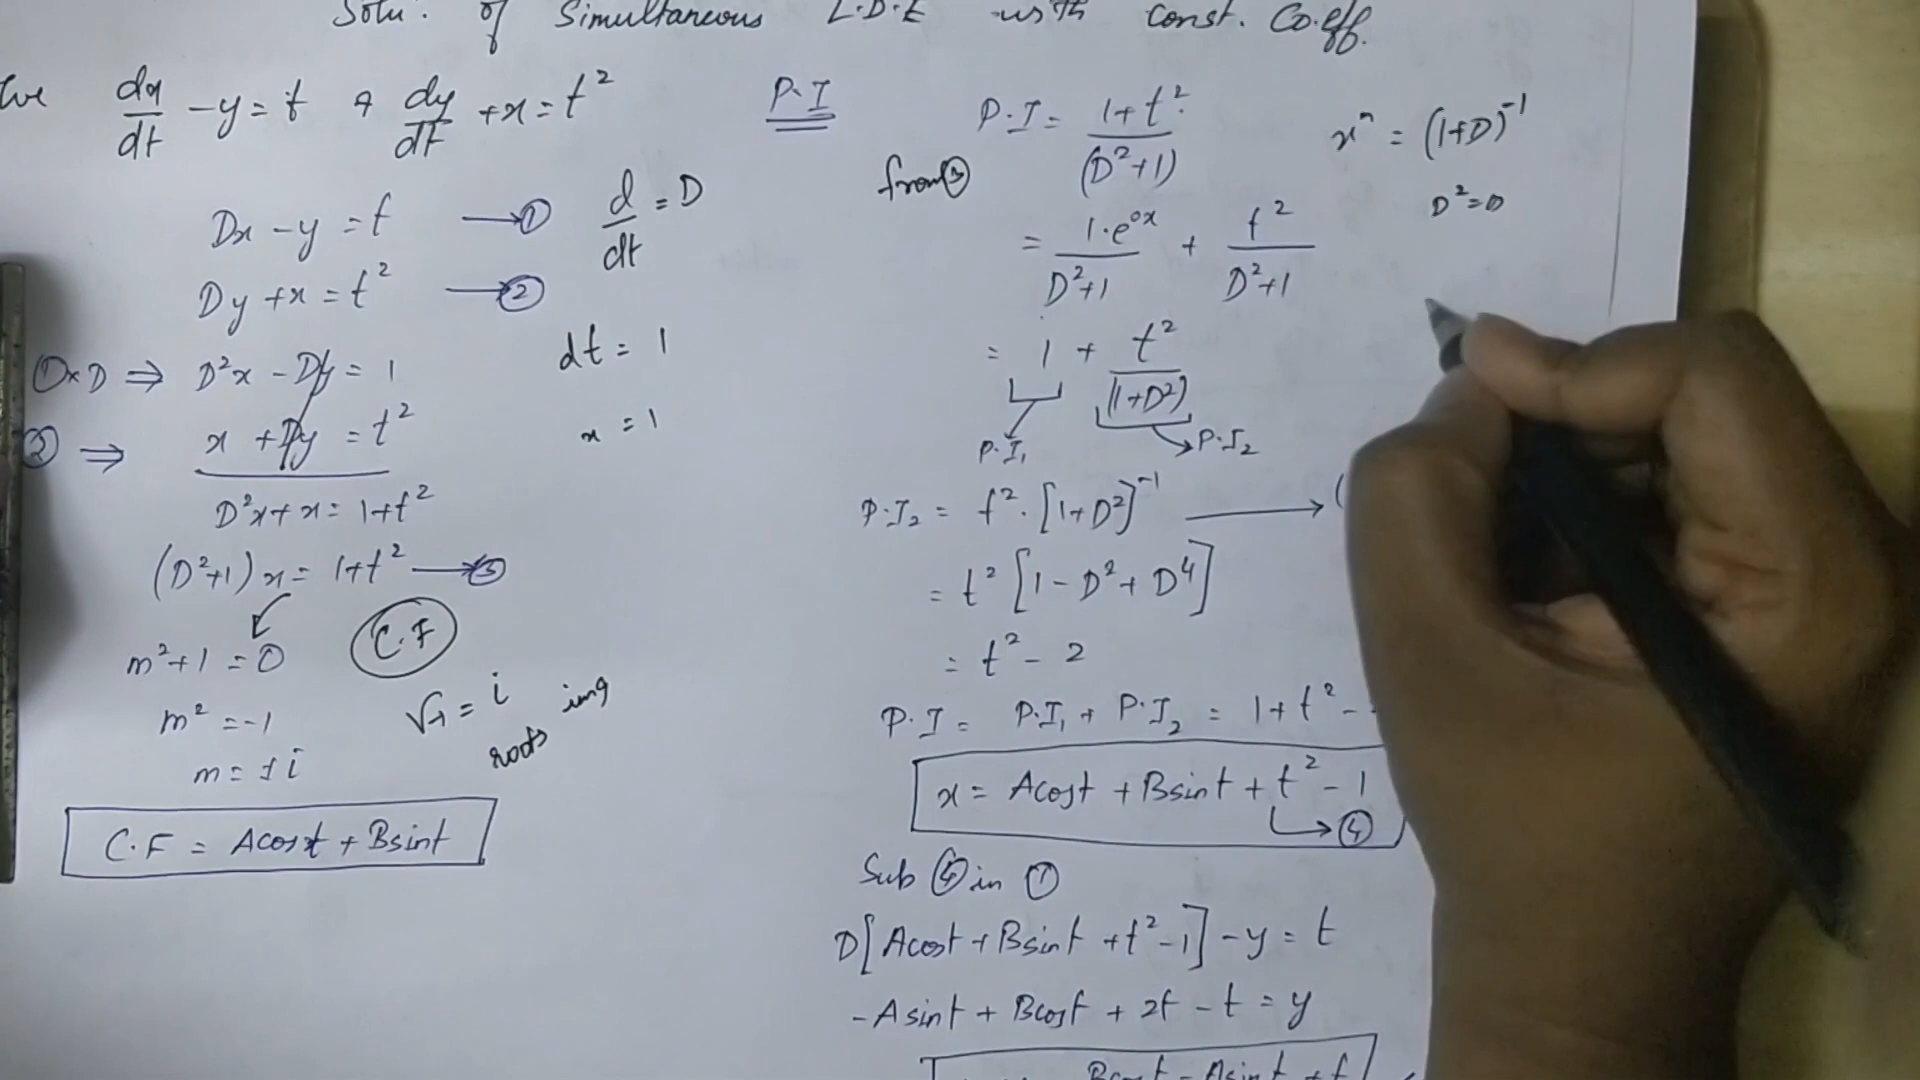 Solu. of Simultaneous L.D.E with Const. Co.eff.
dx/dt - y = t & dy/dt + x = t²
Dx - y = t → ①
d/dt = D
Dy + x = t² → ②
dt = 1
x = 1
①×D ⇒ D²x - Dy = 1
② ⇒ x + Dy = t²
D²x + x = 1+t²
(D²+1) x = 1+t² → ③
m²+1 = 0
C.F
m² = -1
√-1 = i
img
roots
m = ±i
C.F = Acost + Bsint
P.I
P.I = 1+t²/(D²+1)
from ③
xⁿ = (1+D)⁻¹
D² = 0
= 1·e⁰ˣ/D²+1 + t²/D²+1
= 1 + t²/(1+D²)
P.I₁ P.I₂
P.I₂ = t² · [1+D²]⁻¹ → (
= t² [1 - D² + D⁴]
= t² - 2
P.I = P.I₁ + P.I₂ = 1 + t² -
x = Acost + Bsint + t² - 1
→ ④
Sub ④ in ①
D[Acost + Bsint + t² - 1] - y = t
-Asint + Bcost + 2t - t = y
Bcost - Asint + t